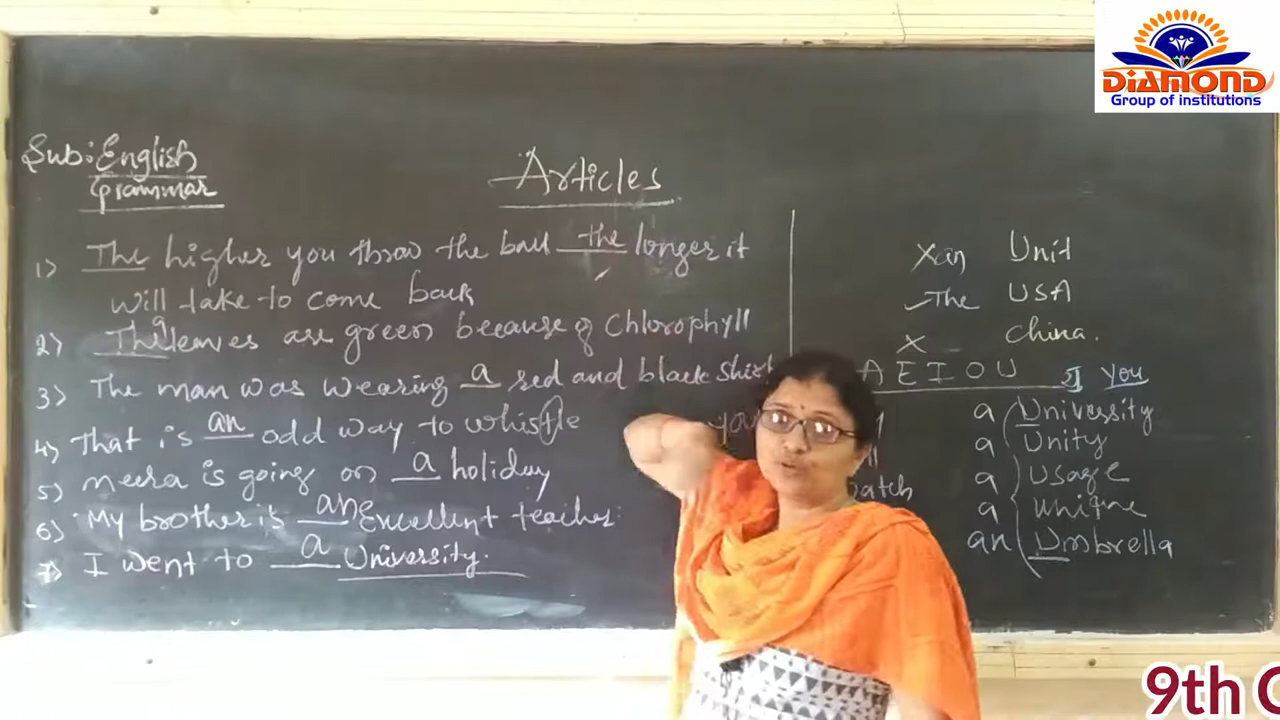 DIAMOND
Group of institutions
Sub: English
Grammar
Articles
1) The higher you throw the ball the longer it
will take to come back
2) The leaves are green because of Chlorophyll
3) The man was wearing a red and black shirt
4) That is an odd way to whistle
5) Meera is going on a holiday
6) My brother is an Excellent teacher
7) I went to a University.
X an Unit
The USA
X China.
A E I O U
you
a University
a Unity
a Usage
a Unique
an Umbrella
9th